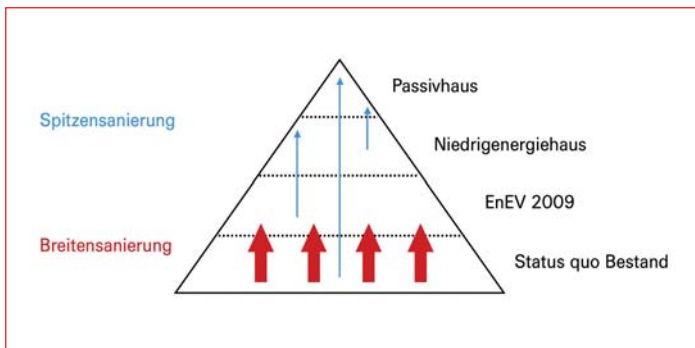 Passivhaus
Spitzensanierung
Niedrigenergiehaus
EnEV 2009
Breitensanierung
Status quo Bestand